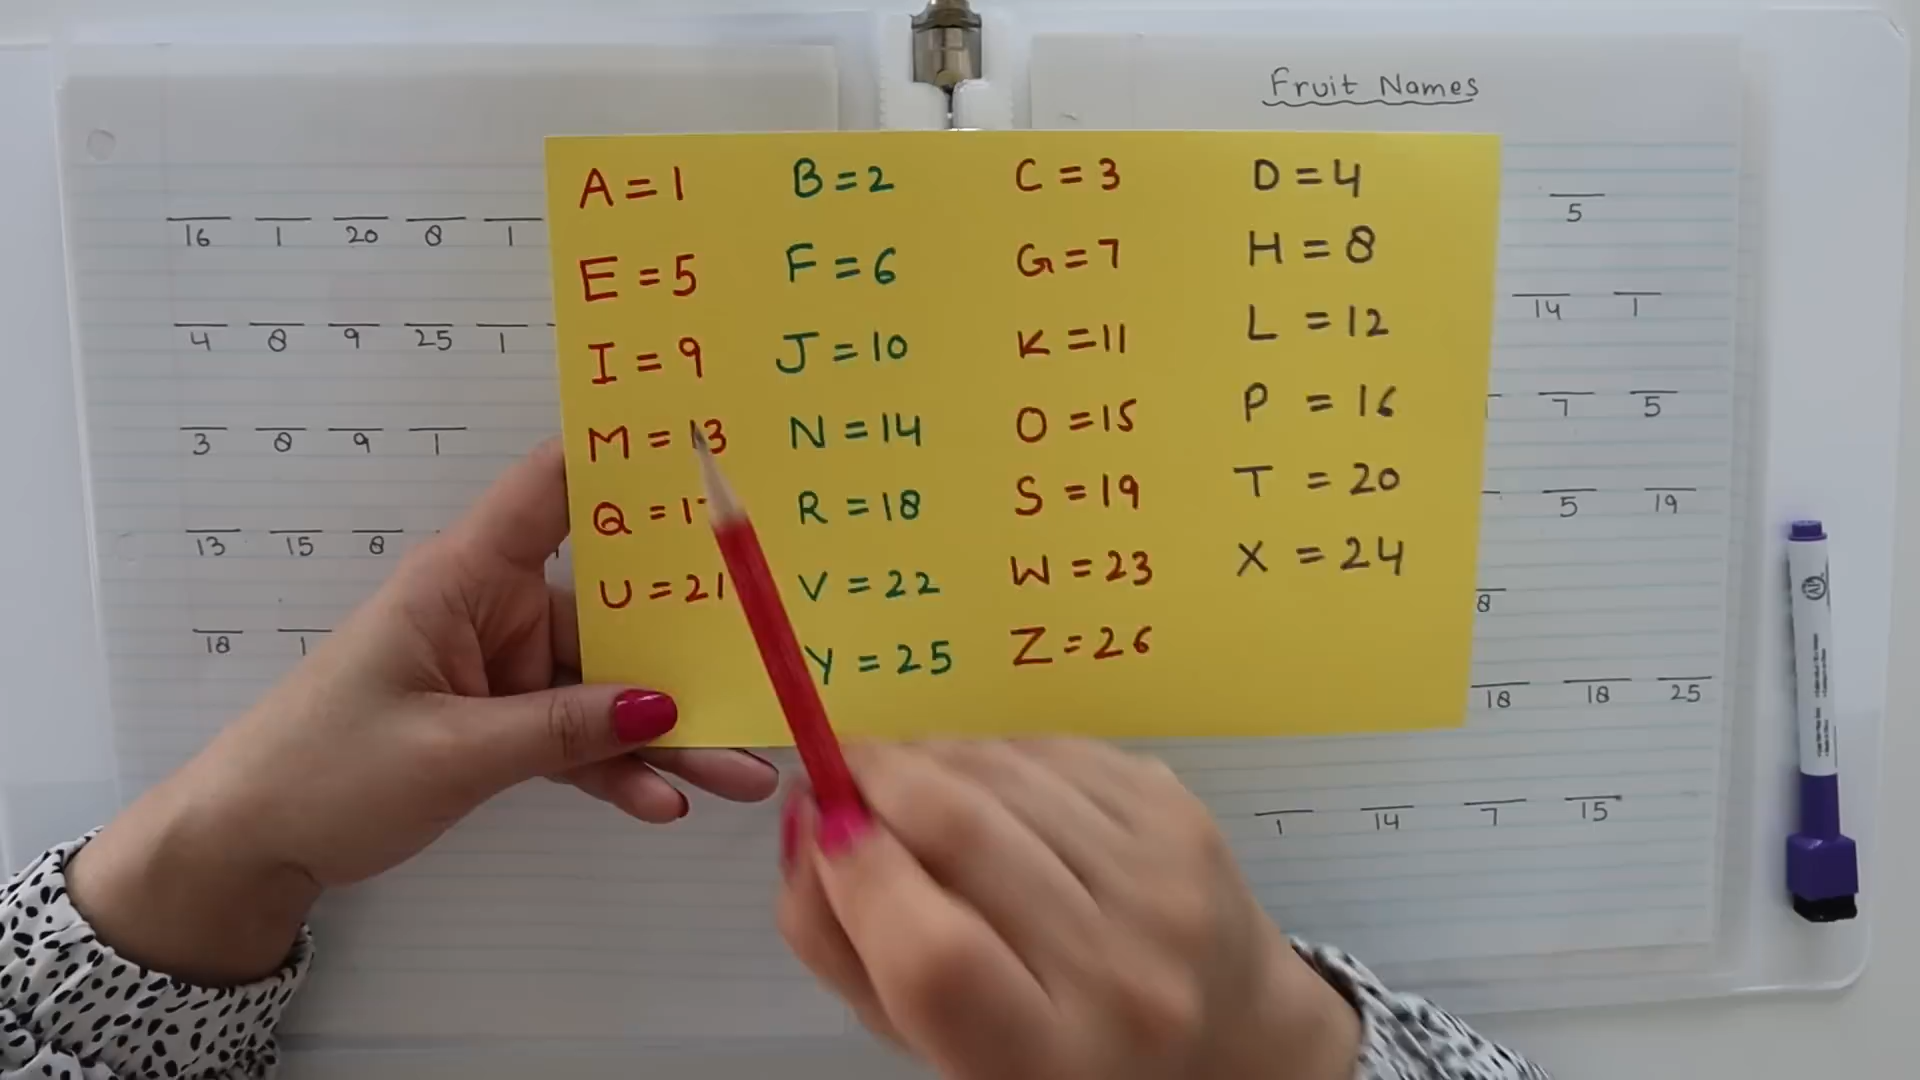 Fruit Names
A = 1 B = 2 C = 3 D = 4
E = 5 F = 6 G = 7 H = 8
I = 9 J = 10 K = 11 L = 12
M = 13 N = 14 O = 15 P = 16
Q = S = 19 R = 18 T = 20
U = 21 V = 22 W = 23 X = 24
Y = 25 Z = 26
16 1 20 8 1
4 8 9 25 1
3 8 9 1
13 15 8
18 1
5
14 1
7 5
5 19
8
18 18 25
1 14 7 15